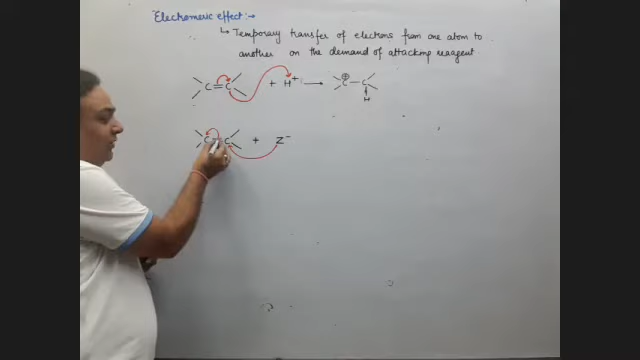 Electromeric effect:-
↳ Temporary transfer of electrons from one atom to
another on the demand of attacking reagent
C=C + H⁺ → C⊕-C
H
C=C + Z⁻